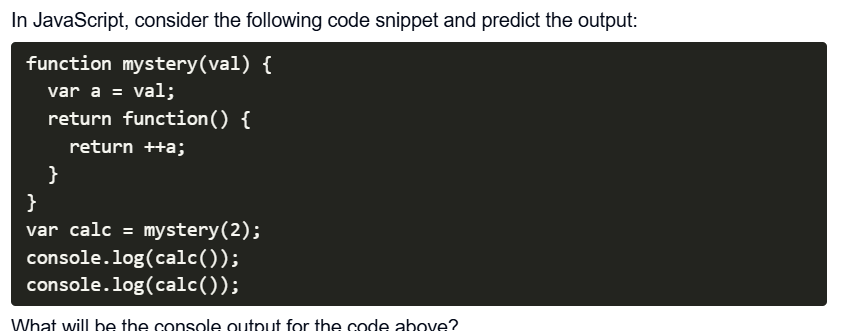 In JavaScript, consider the following code snippet and predict the output:
function mystery(val) {
  var a = val;
  return function() {
    return ++a;
  }
}
var calc = mystery(2);
console.log(calc());
console.log(calc());
What will be the console output for the code above?